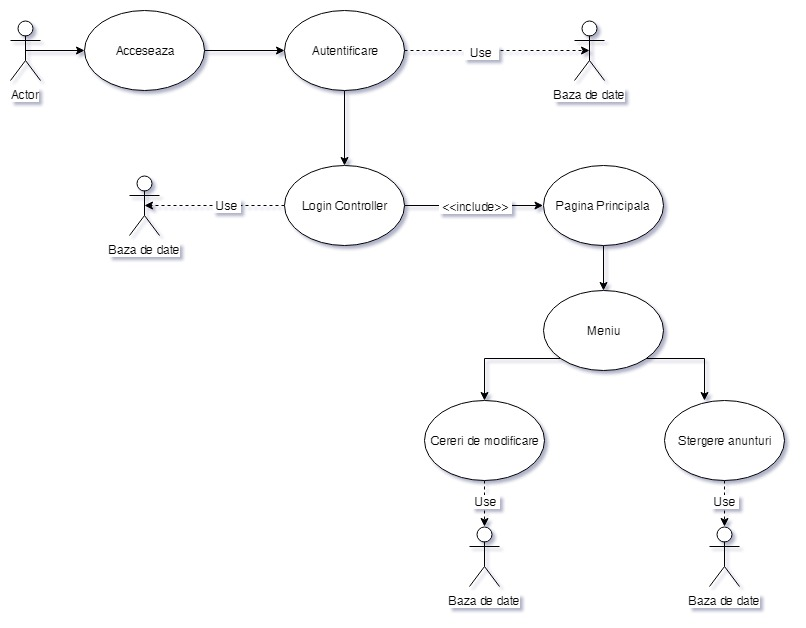 Acceseaza
Autentificare
Use
Actor
Baza de date
Use
Login Controller
<<include>>
Pagina Principala
Baza de date
Meniu
Cereri de modificare
Stergere anunturi
Use
Use
Baza de date
Baza de date